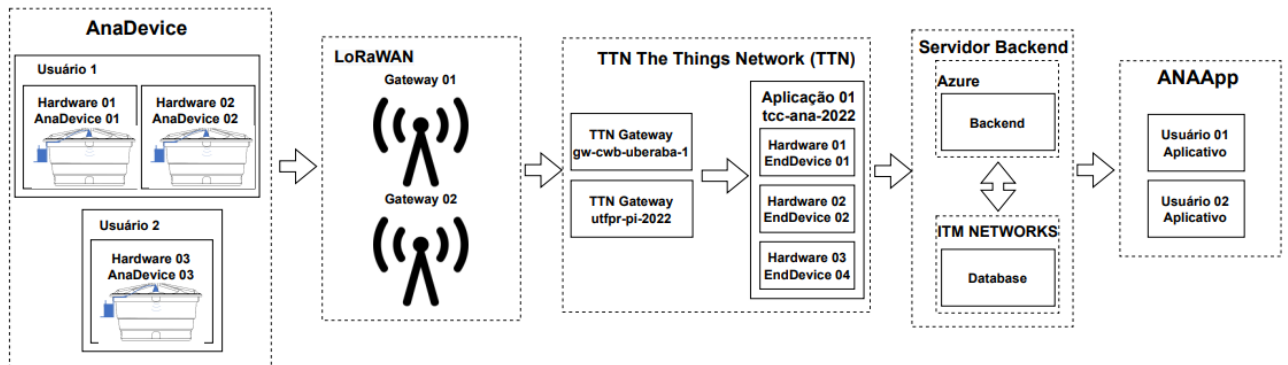 AnaDevice
Usuário 1
Hardware 01
AnaDevice 01
Hardware 02
AnaDevice 02
Usuário 2
Hardware 03
AnaDevice 03
LoRaWAN
Gateway 01
Gateway 02
TTN The Things Network (TTN)
TTN Gateway
gw-cwb-uberaba-1
TTN Gateway
utfpr-pi-2022
Aplicação 01
tcc-ana-2022
Hardware 01
EndDevice 01
Hardware 02
EndDevice 02
Hardware 03
EndDevice 04
Servidor Backend
Azure
Backend
ITM NETWORKS
Database
ANAApp
Usuário 01
Aplicativo
Usuário 02
Aplicativo